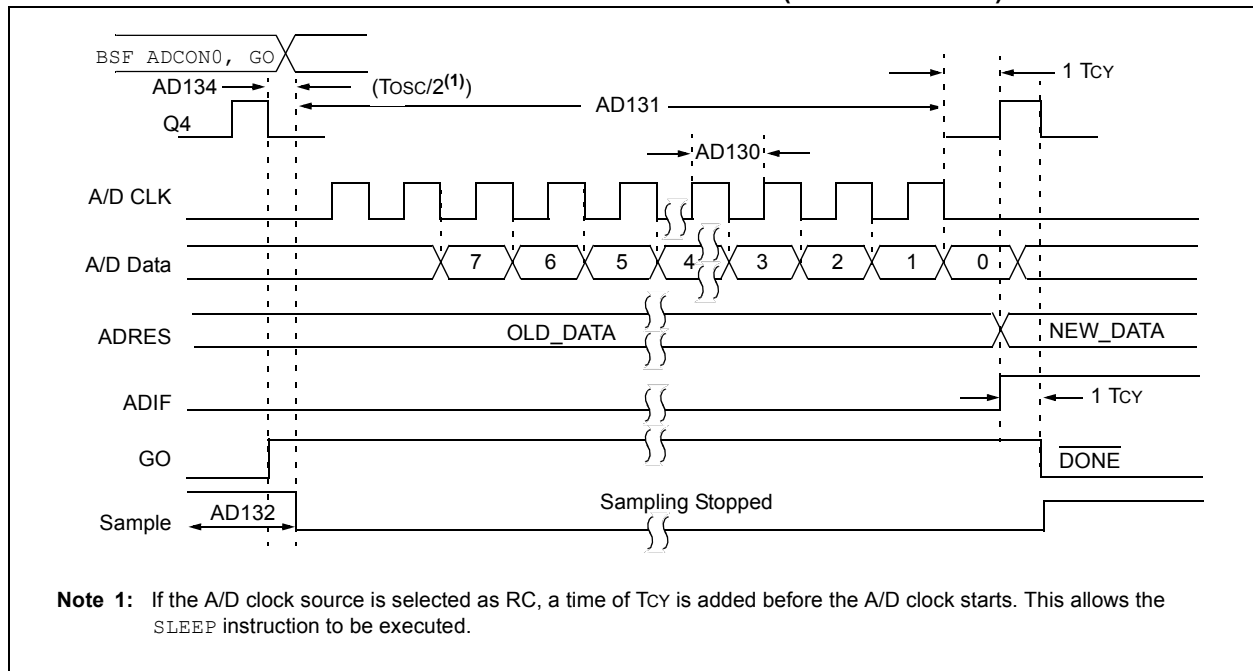 BSF ADCON0, GO
AD134
(TOSC/2(1))
AD131
1 TCY
Q4
AD130
A/D CLK
A/D Data
7 6 5 4 3 2 1 0
ADRES
OLD_DATA
NEW_DATA
ADIF
1 TCY
GO
DONE
Sample
AD132
Sampling Stopped
Note 1: If the A/D clock source is selected as RC, a time of TCY is added before the A/D clock starts. This allows the
SLEEP instruction to be executed.